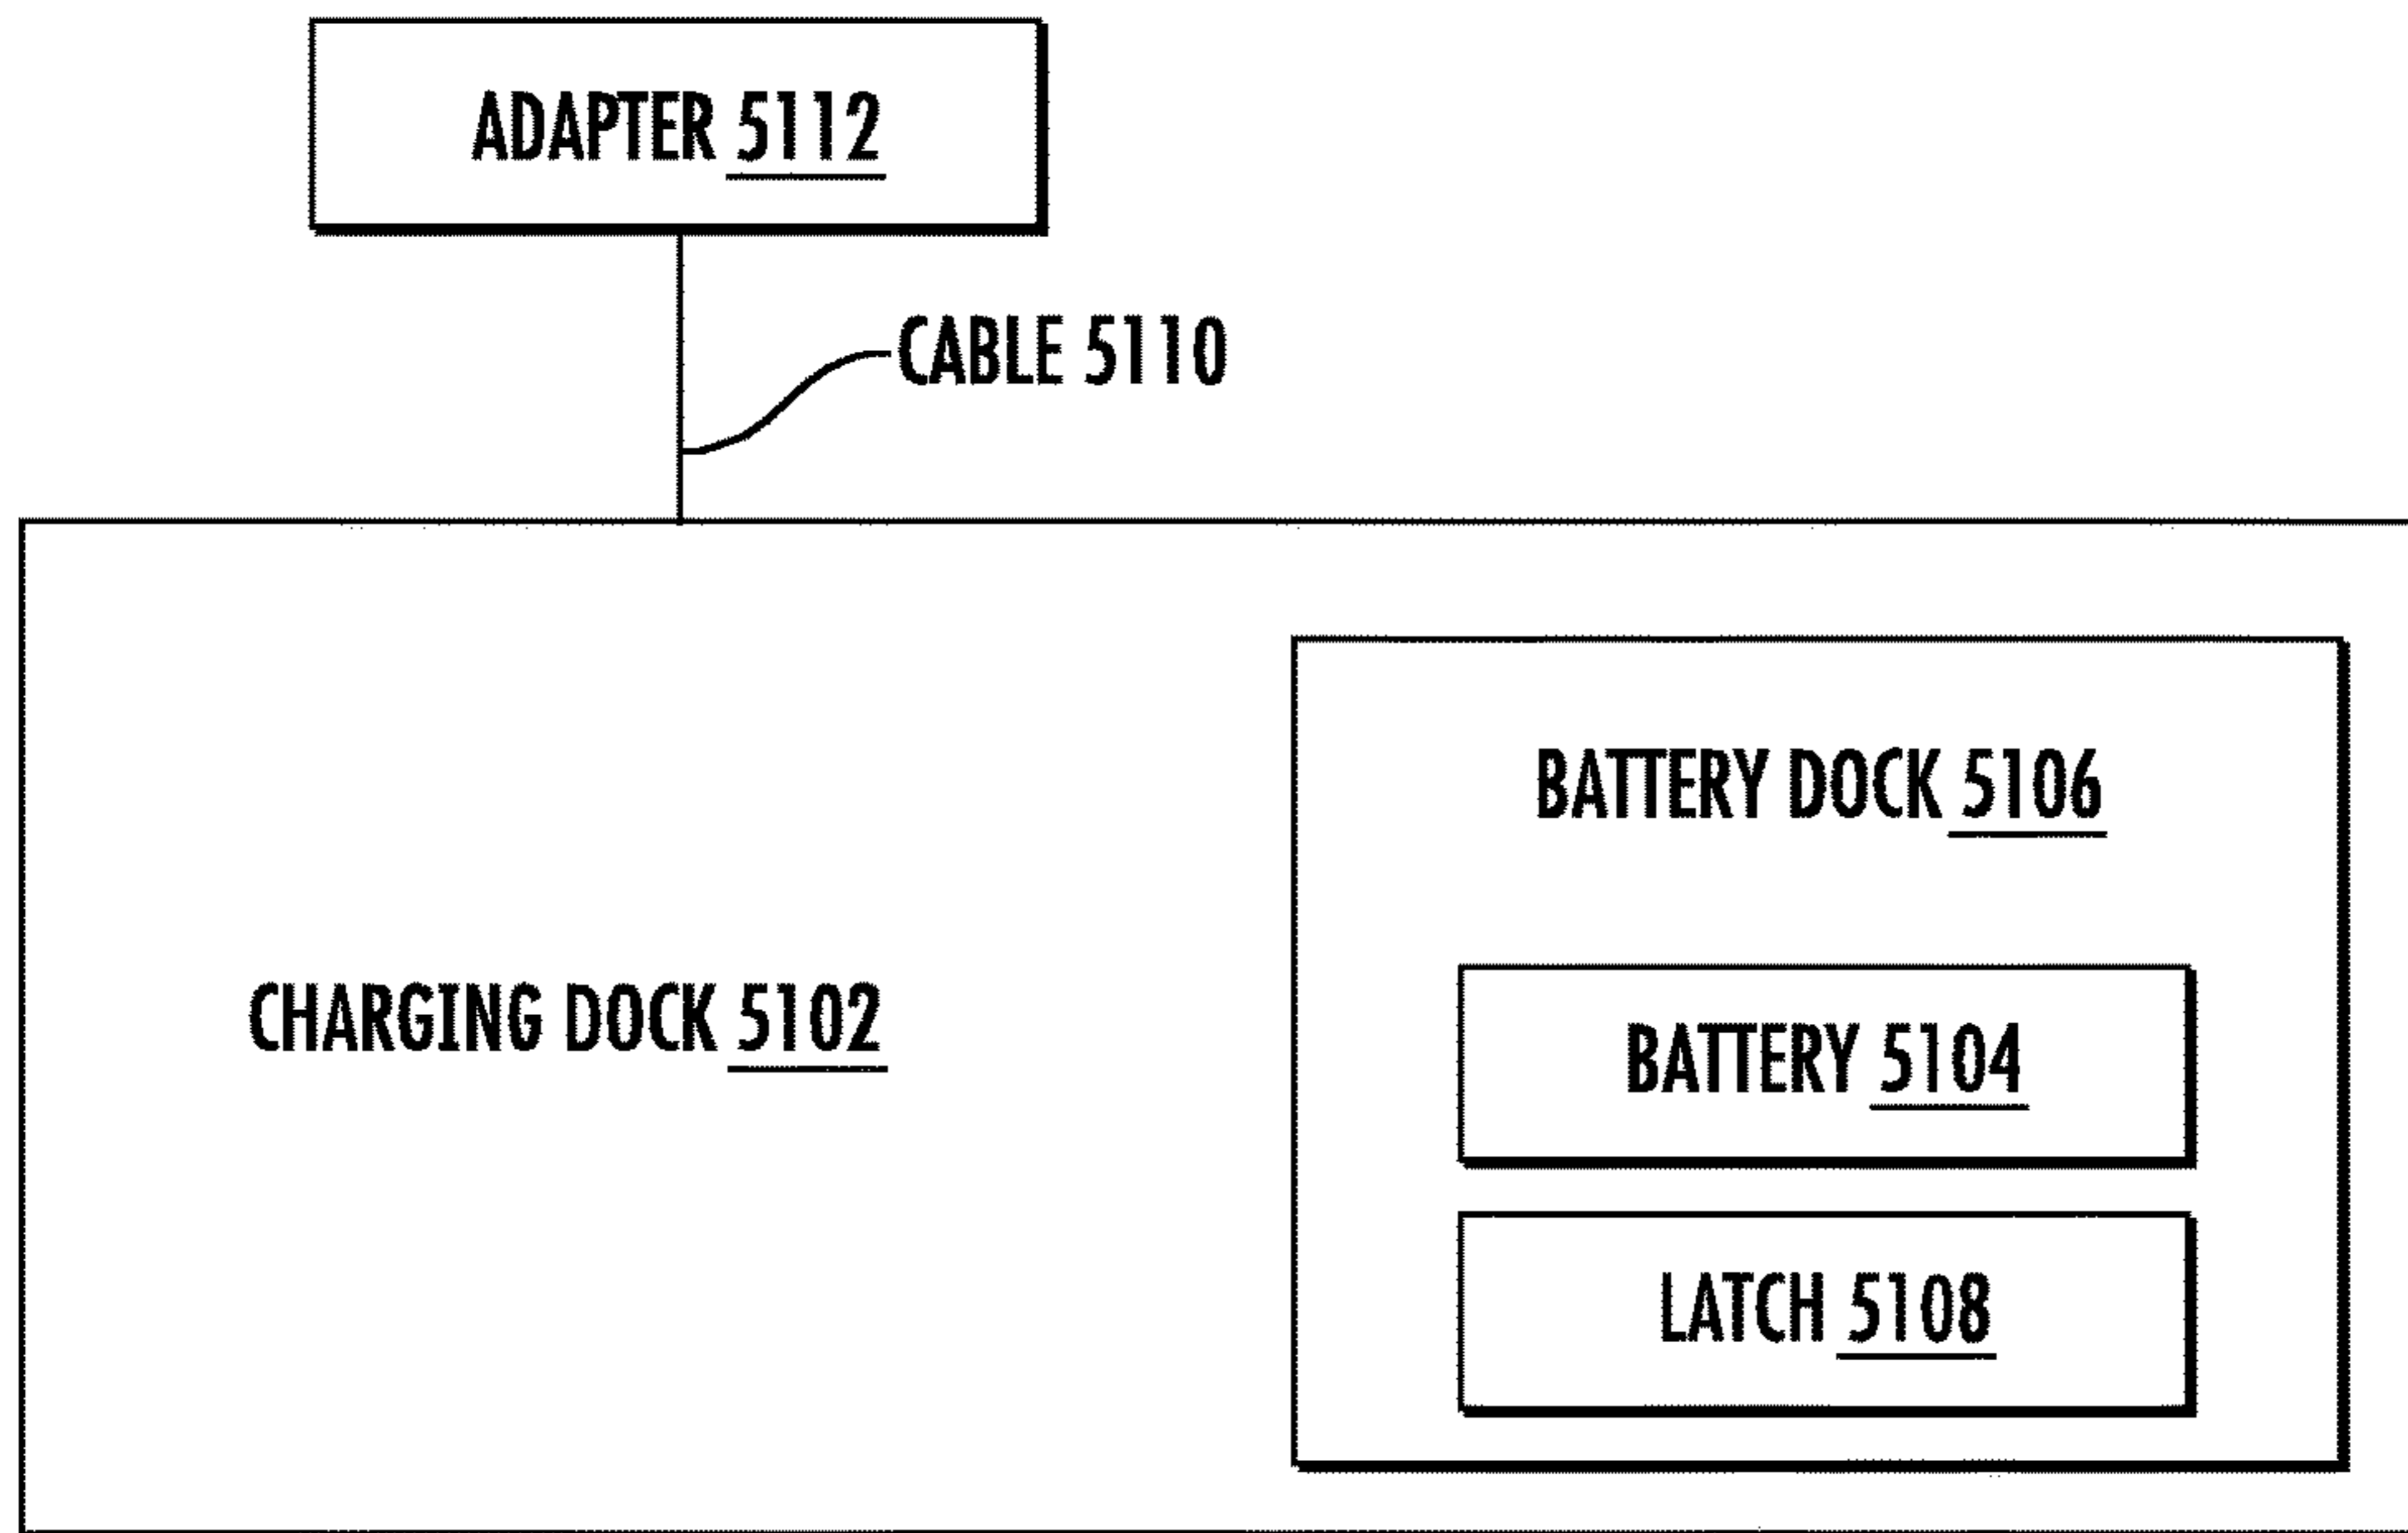 ADAPTER 5112
CABLE 5110
BATTERY DOCK 5106
CHARGING DOCK 5102
BATTERY 5104
LATCH 5108